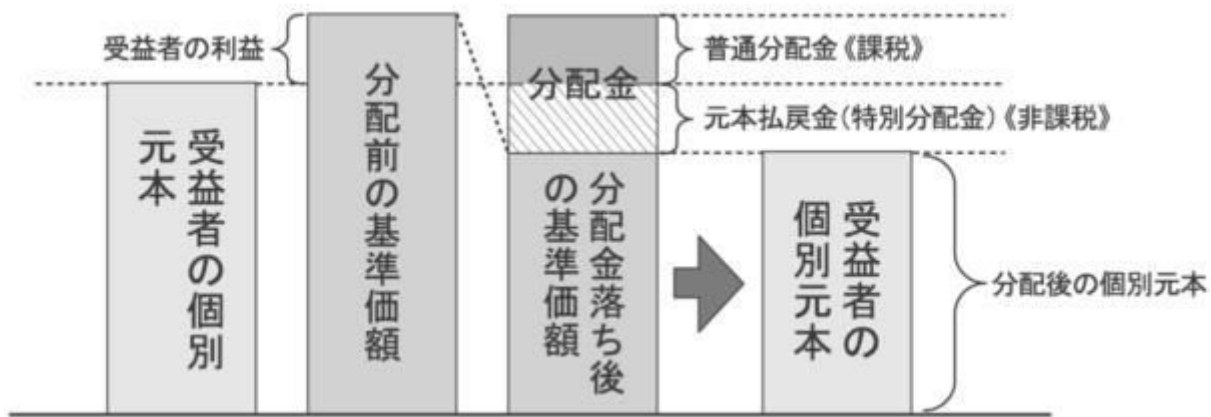 受益者の利益
受益者の個別
元本
分配前の基準価額
分配金
分配金落ち後
の基準価額
普通分配金《課税》
元本払戻金(特別分配金)《非課税》
受益者の
個別元本
分配後の個別元本